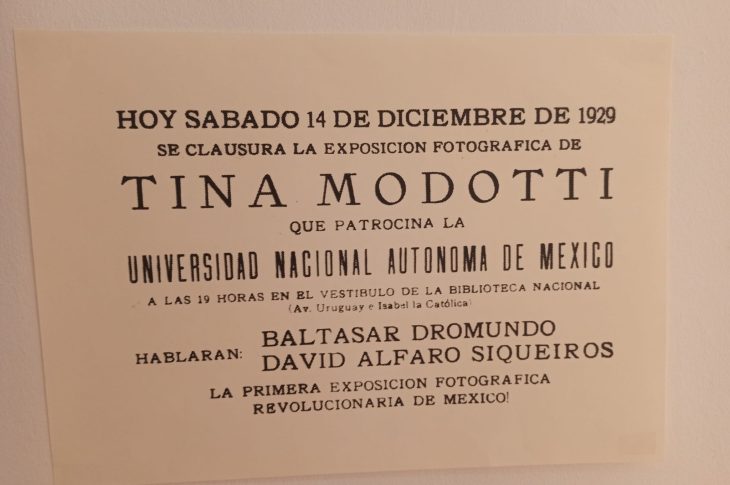 HOY SABADO 14 DE DICIEMBRE DE 1929
SE CLAUSURA LA EXPOSICION FOTOGRAFICA DE
TINA MODOTTI
QUE PATROCINA LA
UNIVERSIDAD NACIONAL AUTONOMA DE MEXICO
A LAS 19 HORAS EN EL VESTIBULO DE LA BIBLIOTECA NACIONAL
(Av. Uruguay e Isabel la Católica)
HABLARAN:
BALTASAR DROMUNDO
DAVID ALFARO SIQUEIROS
LA PRIMERA EXPOSICION FOTOGRAFICA
REVOLUCIONARIA DE MEXICO!